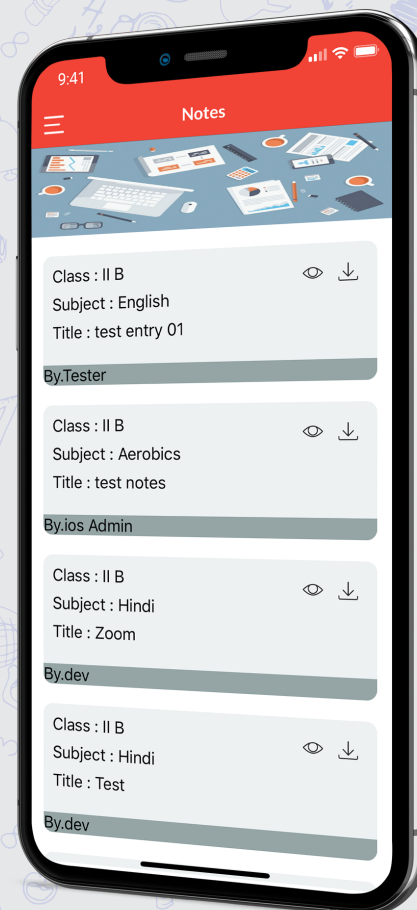 9:41
Notes
Class : II B
Subject : English
Title : test entry 01
By.Tester
Class : II B
Subject : Aerobics
Title : test notes
By.ios Admin
Class : II B
Subject : Hindi
Title : Zoom
By.dev
Class : II B
Subject : Hindi
Title : Test
By.dev